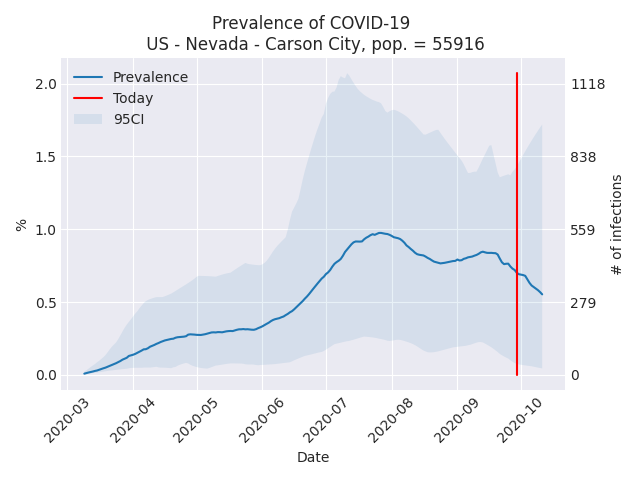 Prevalence of COVID-19
US - Nevada - Carson City, pop. = 55916
Prevalence
Today
95CI
2.0
1.5
1.0
0.5
0.0
%
1118
838
559
279
0
# of infections
2020-03
2020-04
2020-05
2020-06
2020-07
2020-08
2020-09
2020-10
Date